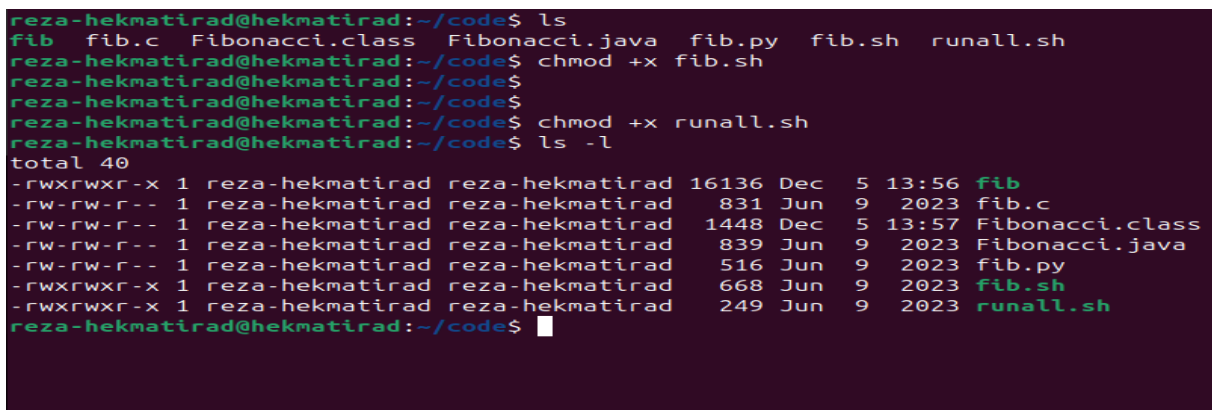 reza-hekmatirad@hekmatirad:~/code$ ls
fib  fib.c  Fibonacci.class  Fibonacci.java  fib.py  fib.sh  runall.sh
reza-hekmatirad@hekmatirad:~/code$ chmod +x fib.sh
reza-hekmatirad@hekmatirad:~/code$
reza-hekmatirad@hekmatirad:~/code$
reza-hekmatirad@hekmatirad:~/code$ chmod +x runall.sh
reza-hekmatirad@hekmatirad:~/code$ ls -l
total 40
-rwxrwxr-x 1 reza-hekmatirad reza-hekmatirad 16136 Dec  5 13:56 fib
-rw-rw-r-- 1 reza-hekmatirad reza-hekmatirad   831 Jun  9  2023 fib.c
-rw-rw-r-- 1 reza-hekmatirad reza-hekmatirad  1448 Dec  5 13:57 Fibonacci.class
-rw-rw-r-- 1 reza-hekmatirad reza-hekmatirad   839 Jun  9  2023 Fibonacci.java
-rw-rw-r-- 1 reza-hekmatirad reza-hekmatirad   516 Jun  9  2023 fib.py
-rwxrwxr-x 1 reza-hekmatirad reza-hekmatirad   668 Jun  9  2023 fib.sh
-rwxrwxr-x 1 reza-hekmatirad reza-hekmatirad   249 Jun  9  2023 runall.sh
reza-hekmatirad@hekmatirad:~/code$